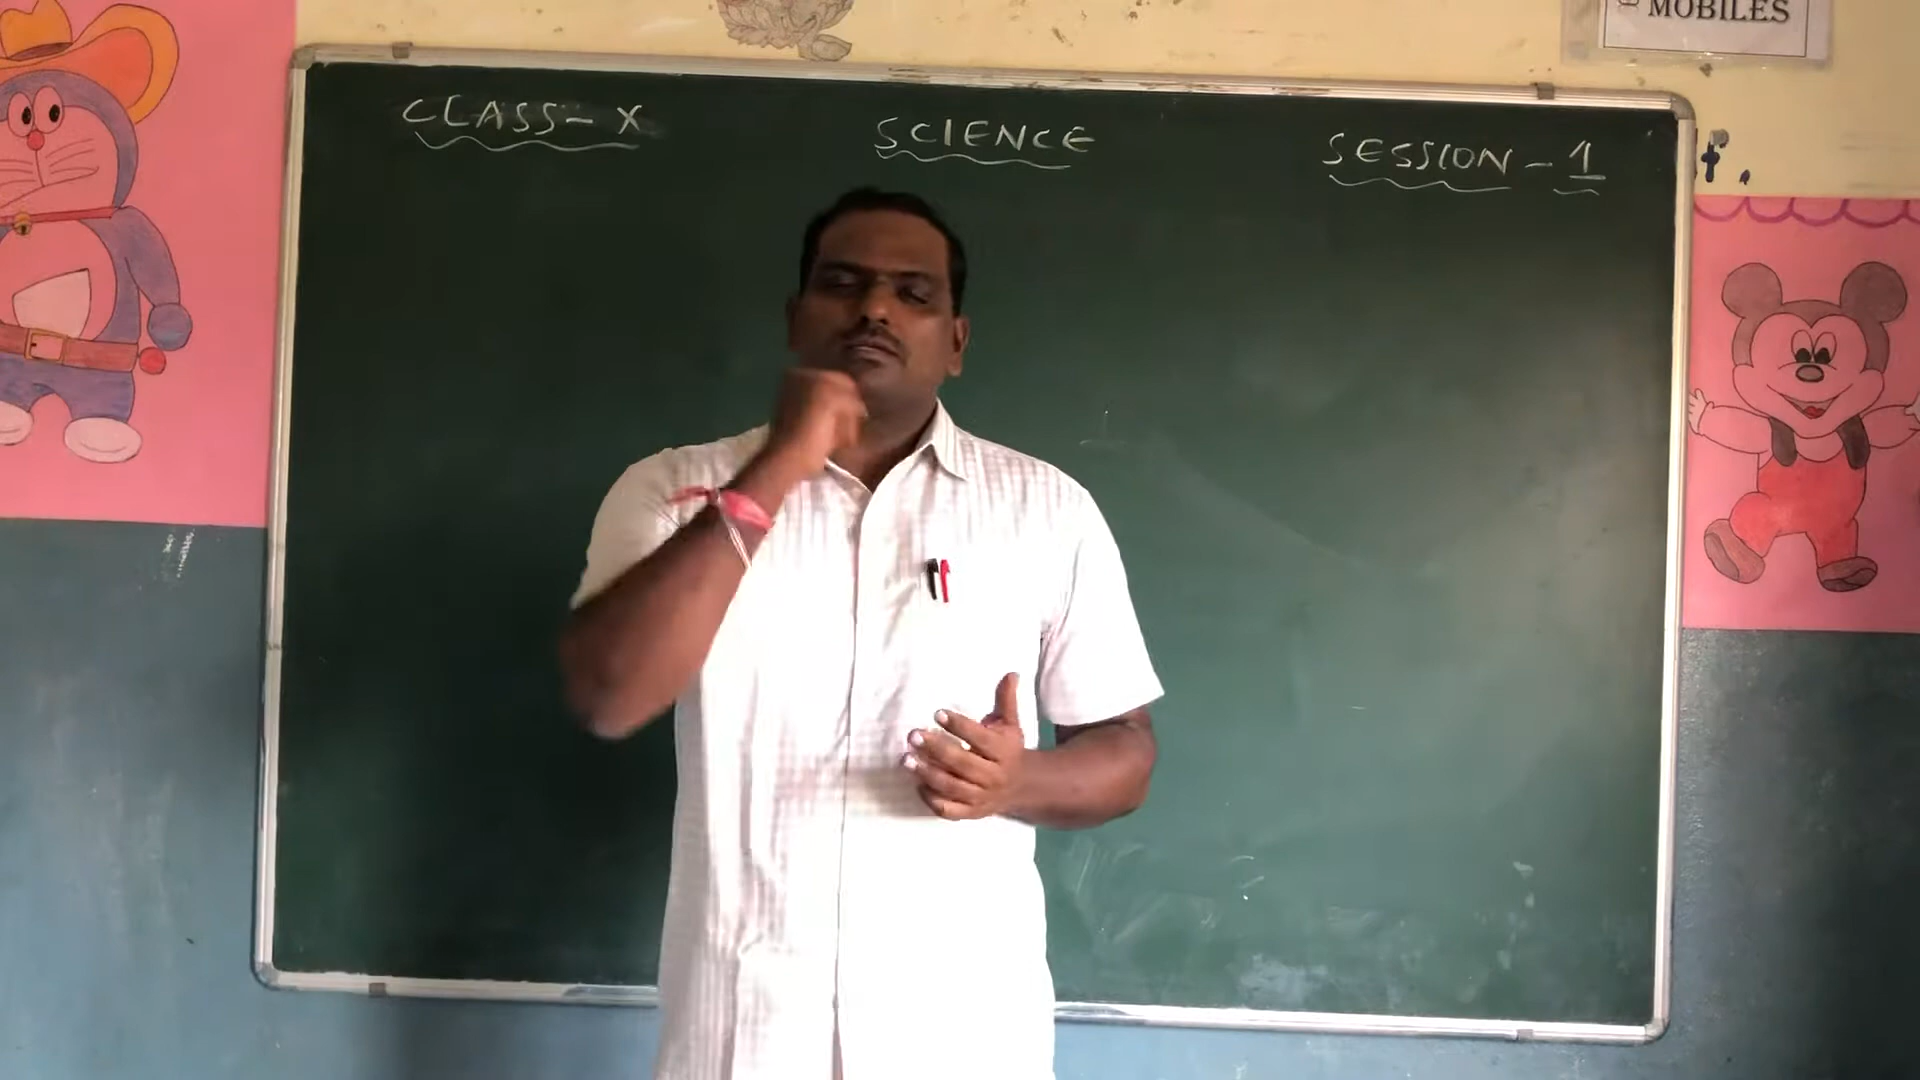 MOBILES
CLASS - X
SCIENCE
SESSION - 1
f.